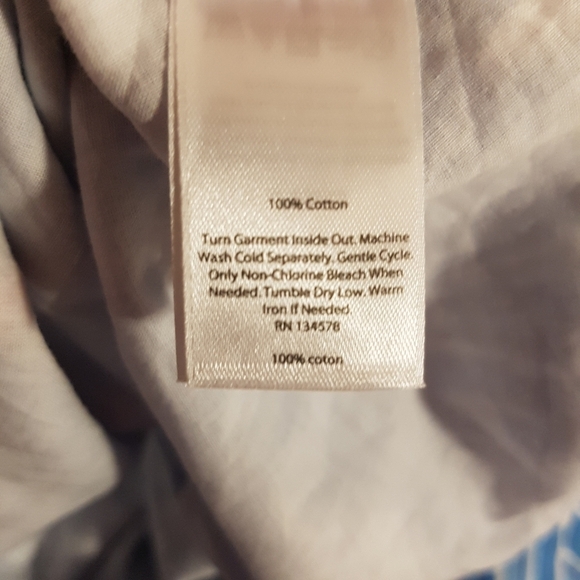 100% Cotton
Turn Garment Inside Out. Machine
Wash Cold Separately. Gentle Cycle.
Only Non-Chlorine Bleach When
Needed. Tumble Dry Low. Warm
Iron If Needed
RN 134578
100% coton